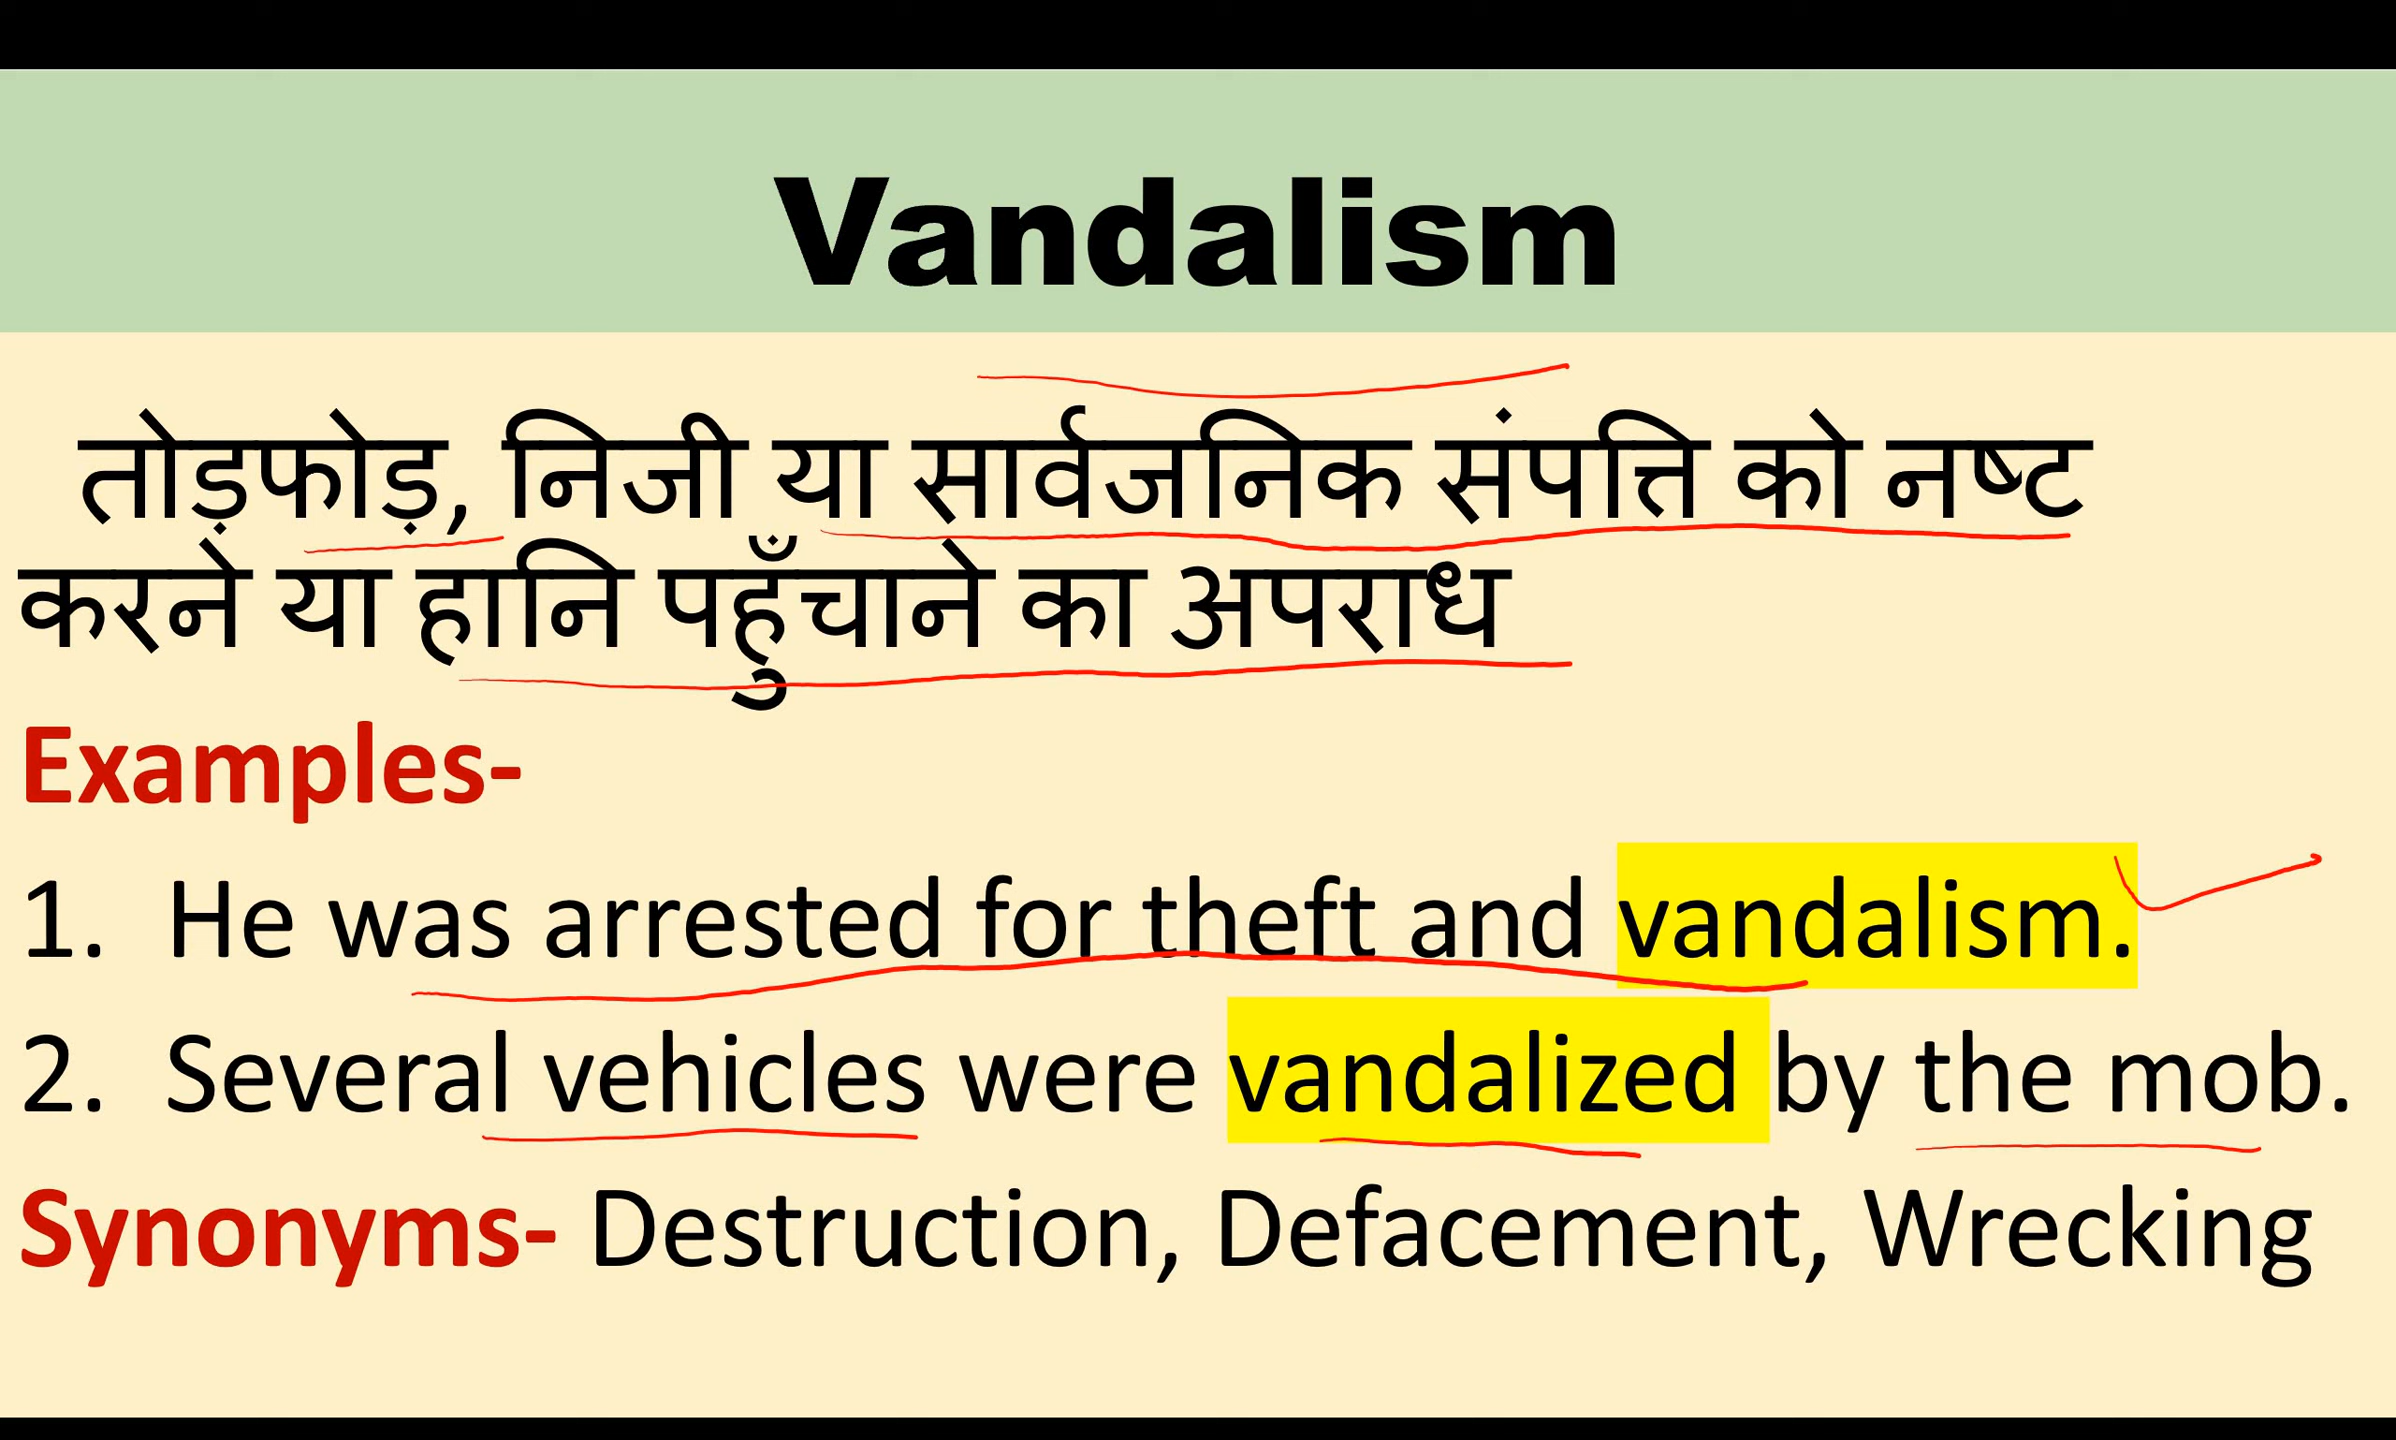 Vandalism
तोड़फोड़, निजी या सार्वजनिक संपत्ति को नष्ट
करने या हानि पहुँचाने का अपराध
Examples-
1. He was arrested for theft and vandalism.
2. Several vehicles were vandalized by the mob.
Synonyms- Destruction, Defacement, Wrecking